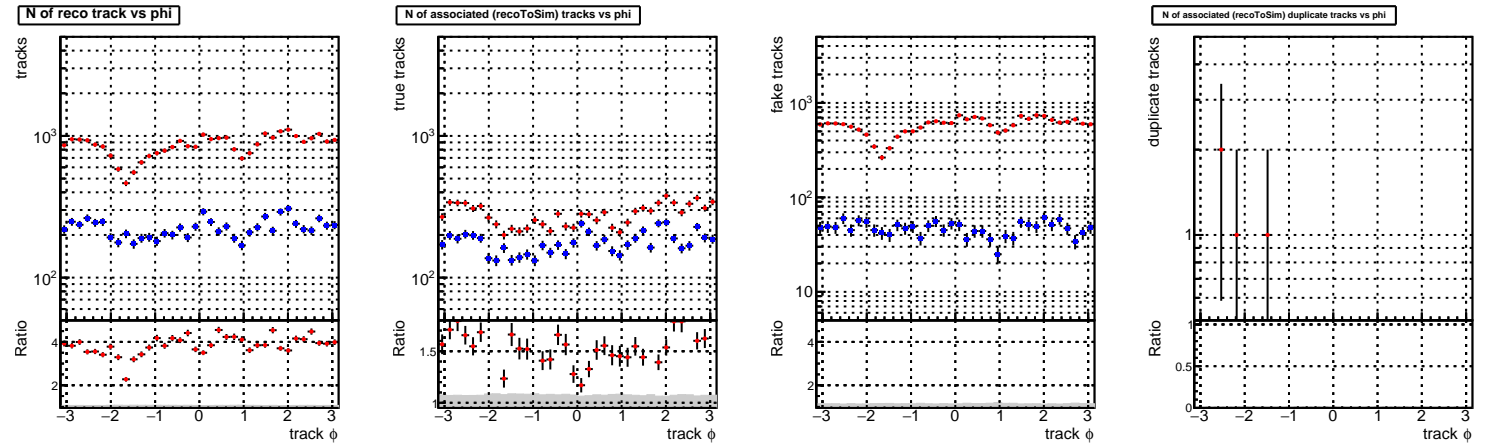 N of reco track vs phi
tracks
10³
10²
Ratio
4
2
−3 −2 −1 0 1 2 3
track ϕ
N of associated (recoToSim) tracks vs phi
true tracks
10³
10²
Ratio
1.5
1
−3 −2 −1 0 1 2 3
track ϕ
fake tracks
10³
10²
10
Ratio
4
2
−3 −2 −1 0 1 2 3
track ϕ
N of associated (recoToSim) duplicate tracks vs phi
duplicate tracks
1
Ratio
1
0.5
0
−3 −2 −1 0 1 2 3
track ϕ